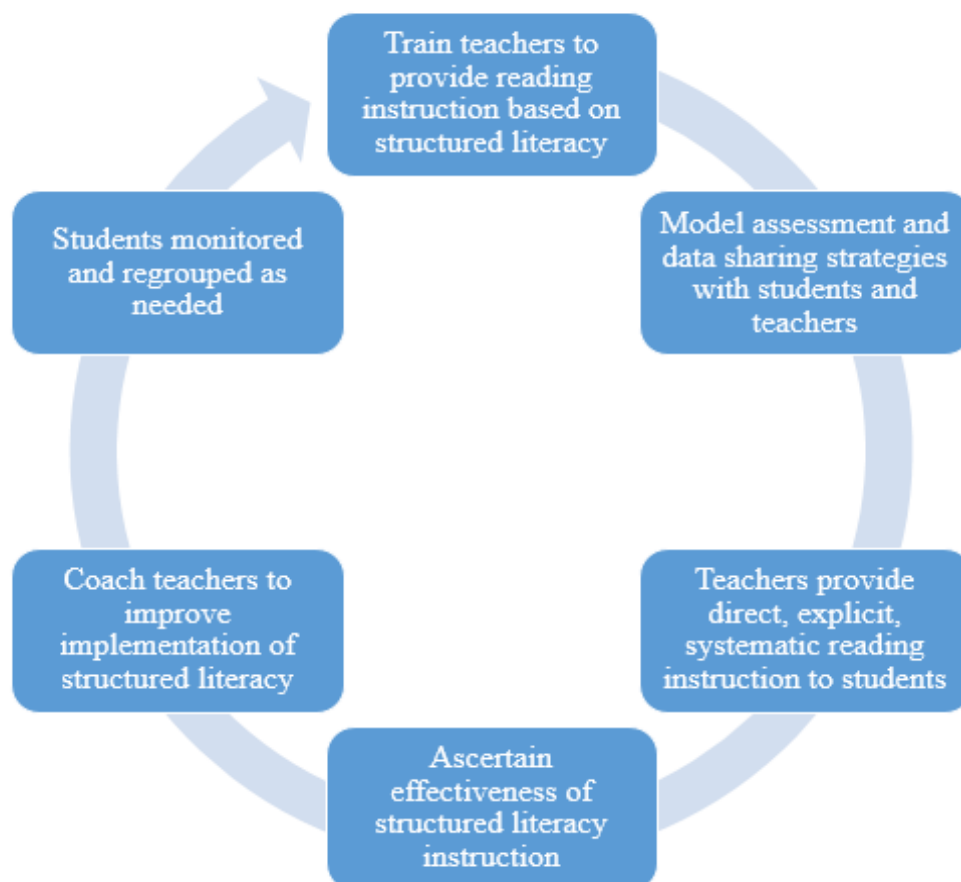 Train teachers to
provide reading
instruction based on
structured literacy
Model assessment and
data sharing strategies
with students and
teachers
Teachers provide
direct, explicit,
systematic reading
instruction to students
Ascertain
effectiveness of
structured literacy
instruction
Coach teachers to
improve
implementation of
structured literacy
Students monitored
and regrouped as
needed